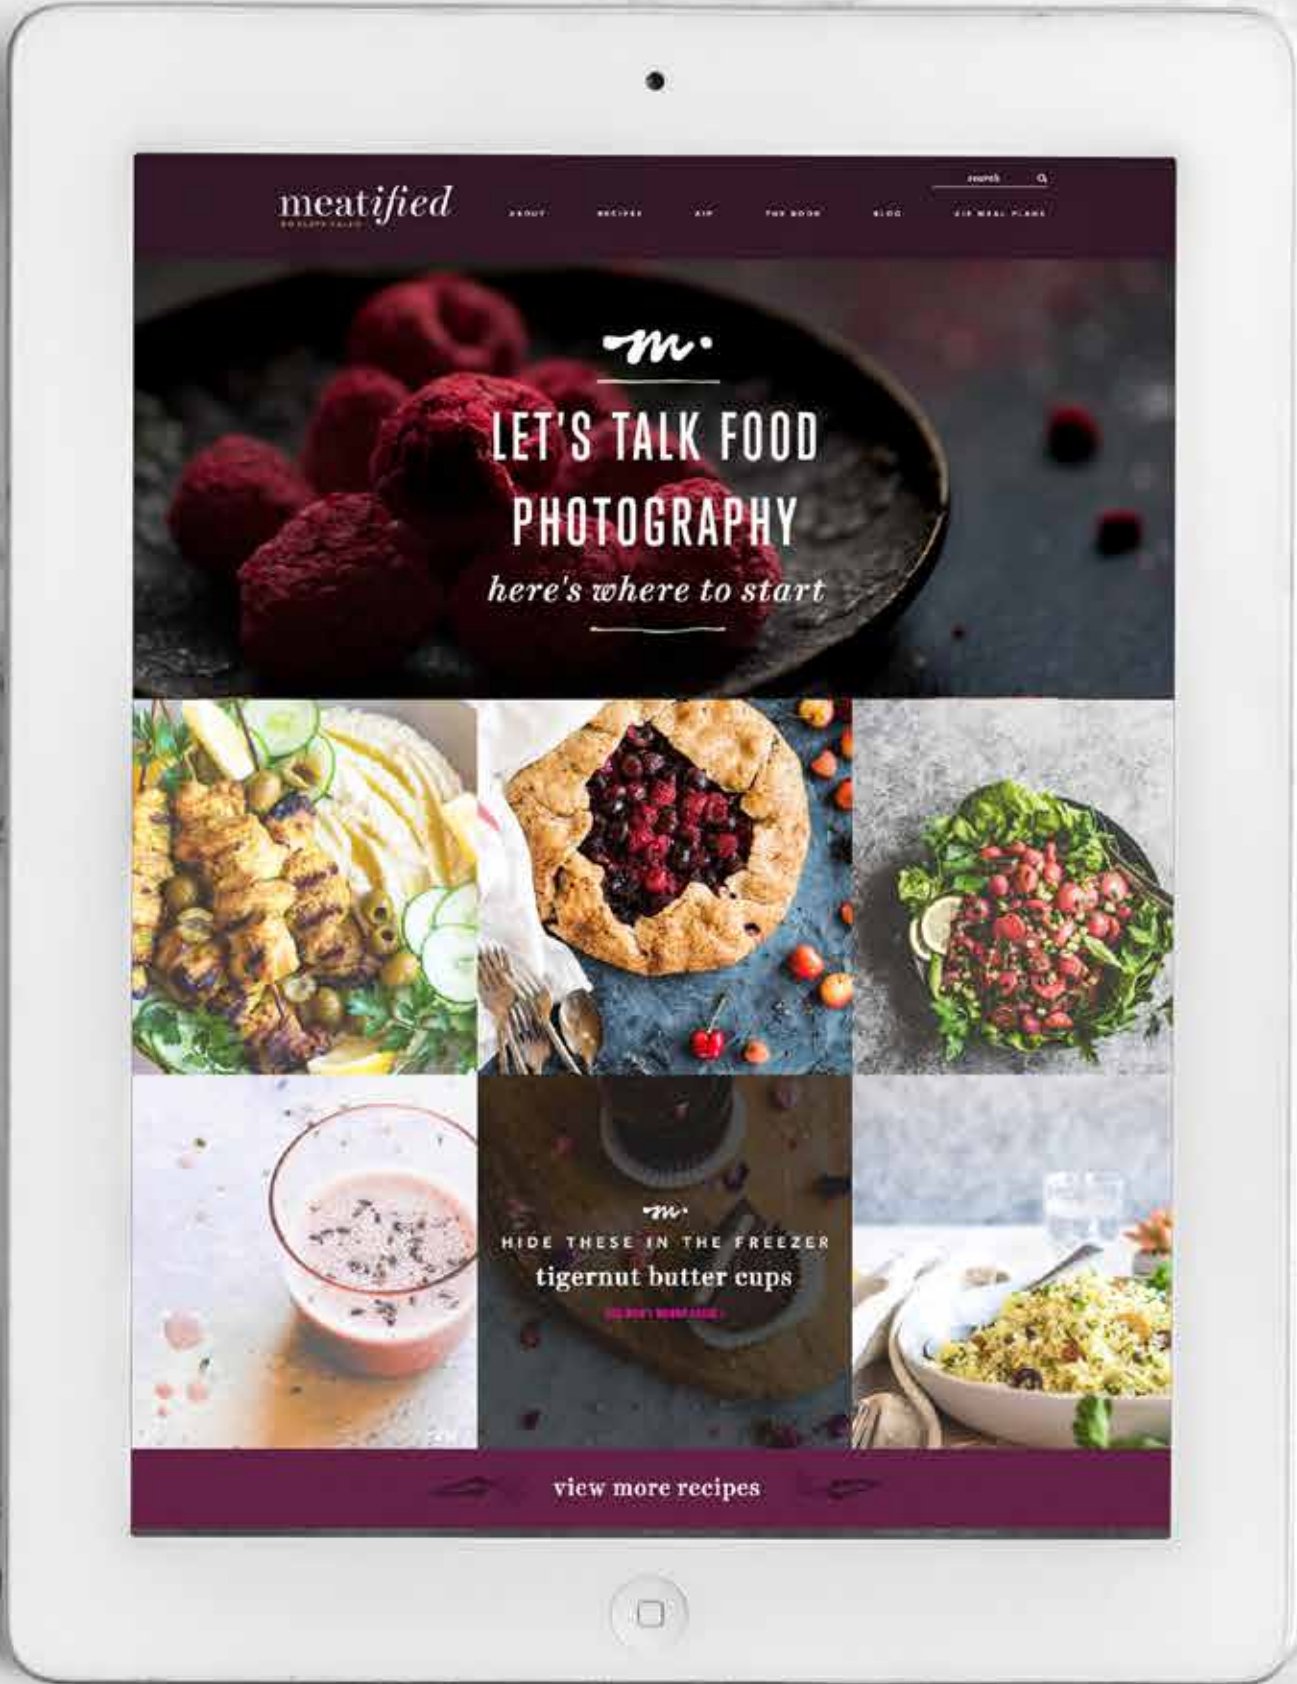 search
meatified
ABOUT RECIPES AIP THE BOOK BLOG AIP MEAL PLANS
m.
LET'S TALK FOOD
PHOTOGRAPHY
here's where to start
m.
HIDE THESE IN THE FREEZER
tigernut butter cups
view more recipes